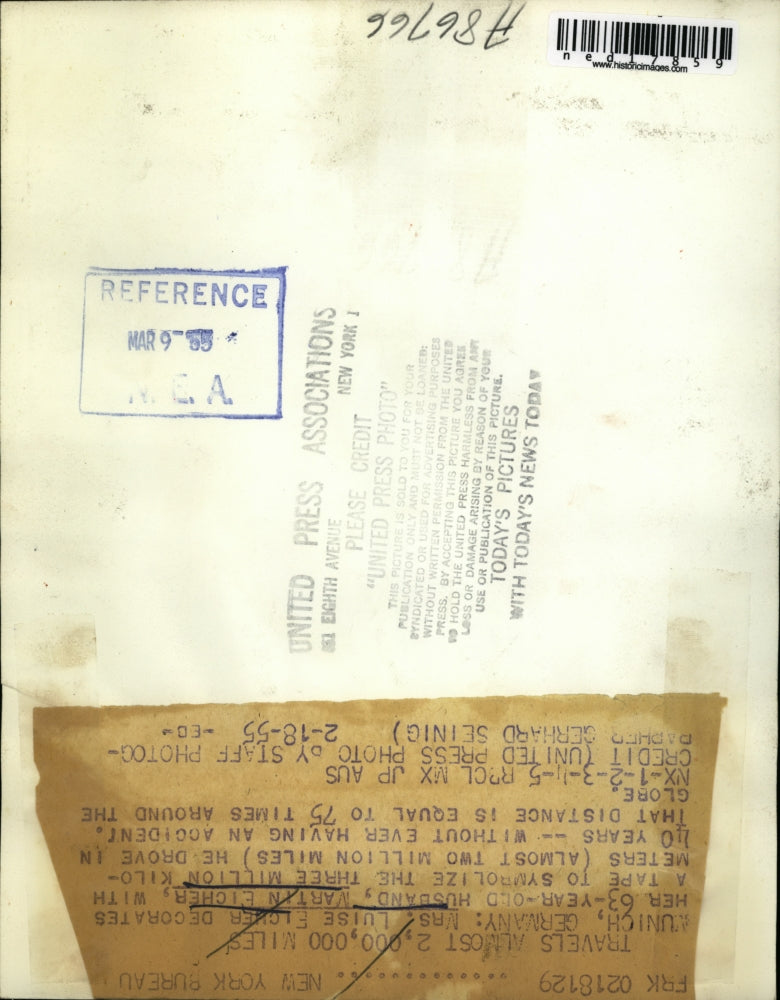 A86766
ned17859
www.historicimages.com
REFERENCE
MAR 9 55
N. E. A.
UNITED PRESS ASSOCIATIONS
EIGHTH AVENUE NEW YORK 1
PLEASE CREDIT
"UNITED PRESS PHOTO"
THIS PICTURE IS SOLD TO YOU FOR YOUR
PUBLICATION ONLY AND MUST NOT BE LOANED:
SYNDICATED OR USED FOR ADVERTISING PURPOSES
WITHOUT WRITTEN PERMISSION FROM THE UNITED
PRESS. BY ACCEPTING THIS PICTURE YOU AGREE
TO HOLD THE UNITED PRESS HARMLESS FROM ANY
LOSS OR DAMAGE ARISING BY REASON OF YOUR
USE OR PUBLICATION OF THIS PICTURE.
TODAY'S PICTURES
WITH TODAY'S NEWS TODAY
FRK 0218129 NEW YORK BUREAU
TRAVELS ALMOST 2,000,000 MILES
MUNICH, GERMANY: MRS. LUISE EICHER DECORATES
HER 63-YEAR-OLD HUSBAND, MARTIN EICHER, WITH
A TAPE TO SYMBOLIZE THE THREE MILLION KILO-
METERS (ALMOST TWO MILLION MILES) HE DROVE IN
40 YEARS -- WITHOUT EVER HAVING AN ACCIDENT.
THAT DISTANCE IS EQUAL TO 75 TIMES AROUND THE
GLOBE.
NX-1-2-3-4-5 RPCL MX JP AUS
CREDIT (UNITED PRESS PHOTO BY STAFF PHOTOG-
RAPHER GERHARD SEINIG) 2-18-55 -ED-